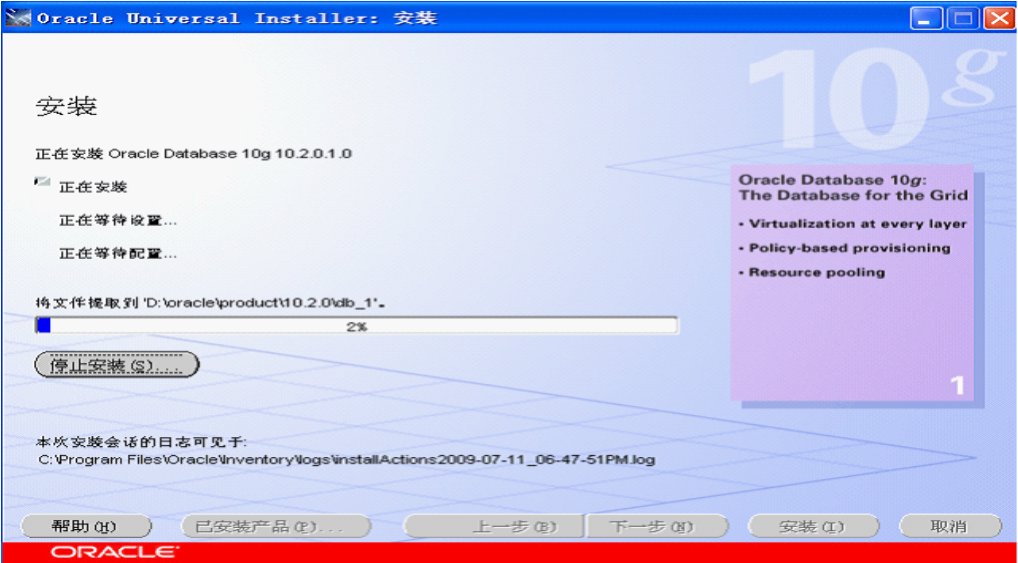 Oracle Universal Installer: 安装
10g
安装
正在安装 Oracle Database 10g 10.2.0.1.0
正在安装
正在等待设置...
正在等待配置...
Oracle Database 10g:
The Database for the Grid
• Virtualization at every layer
• Policy-based provisioning
• Resource pooling
1
将文件提取到 'D:\oracle\product\10.2.0\db_1'。
2%
停止安装(S)....
本次安装会话的日志可见于:
C:\Program Files\Oracle\Inventory\logs\installActions2009-07-11_06-47-51PM.log
帮助(H) 已安装产品(P)... 上一步(B) 下一步(N) 安装(I) 取消
ORACLE